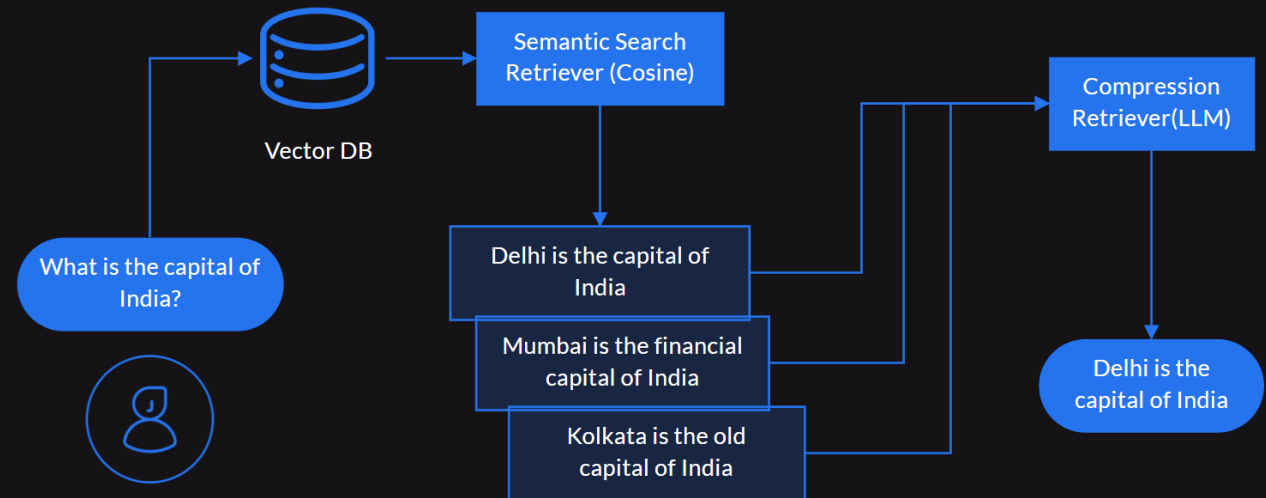 Semantic Search
Retriever (Cosine)
Compression
Retriever(LLM)
Vector DB
What is the capital of
India?
Delhi is the capital of
India
Mumbai is the financial
capital of India
Kolkata is the old
capital of India
Delhi is the
capital of India